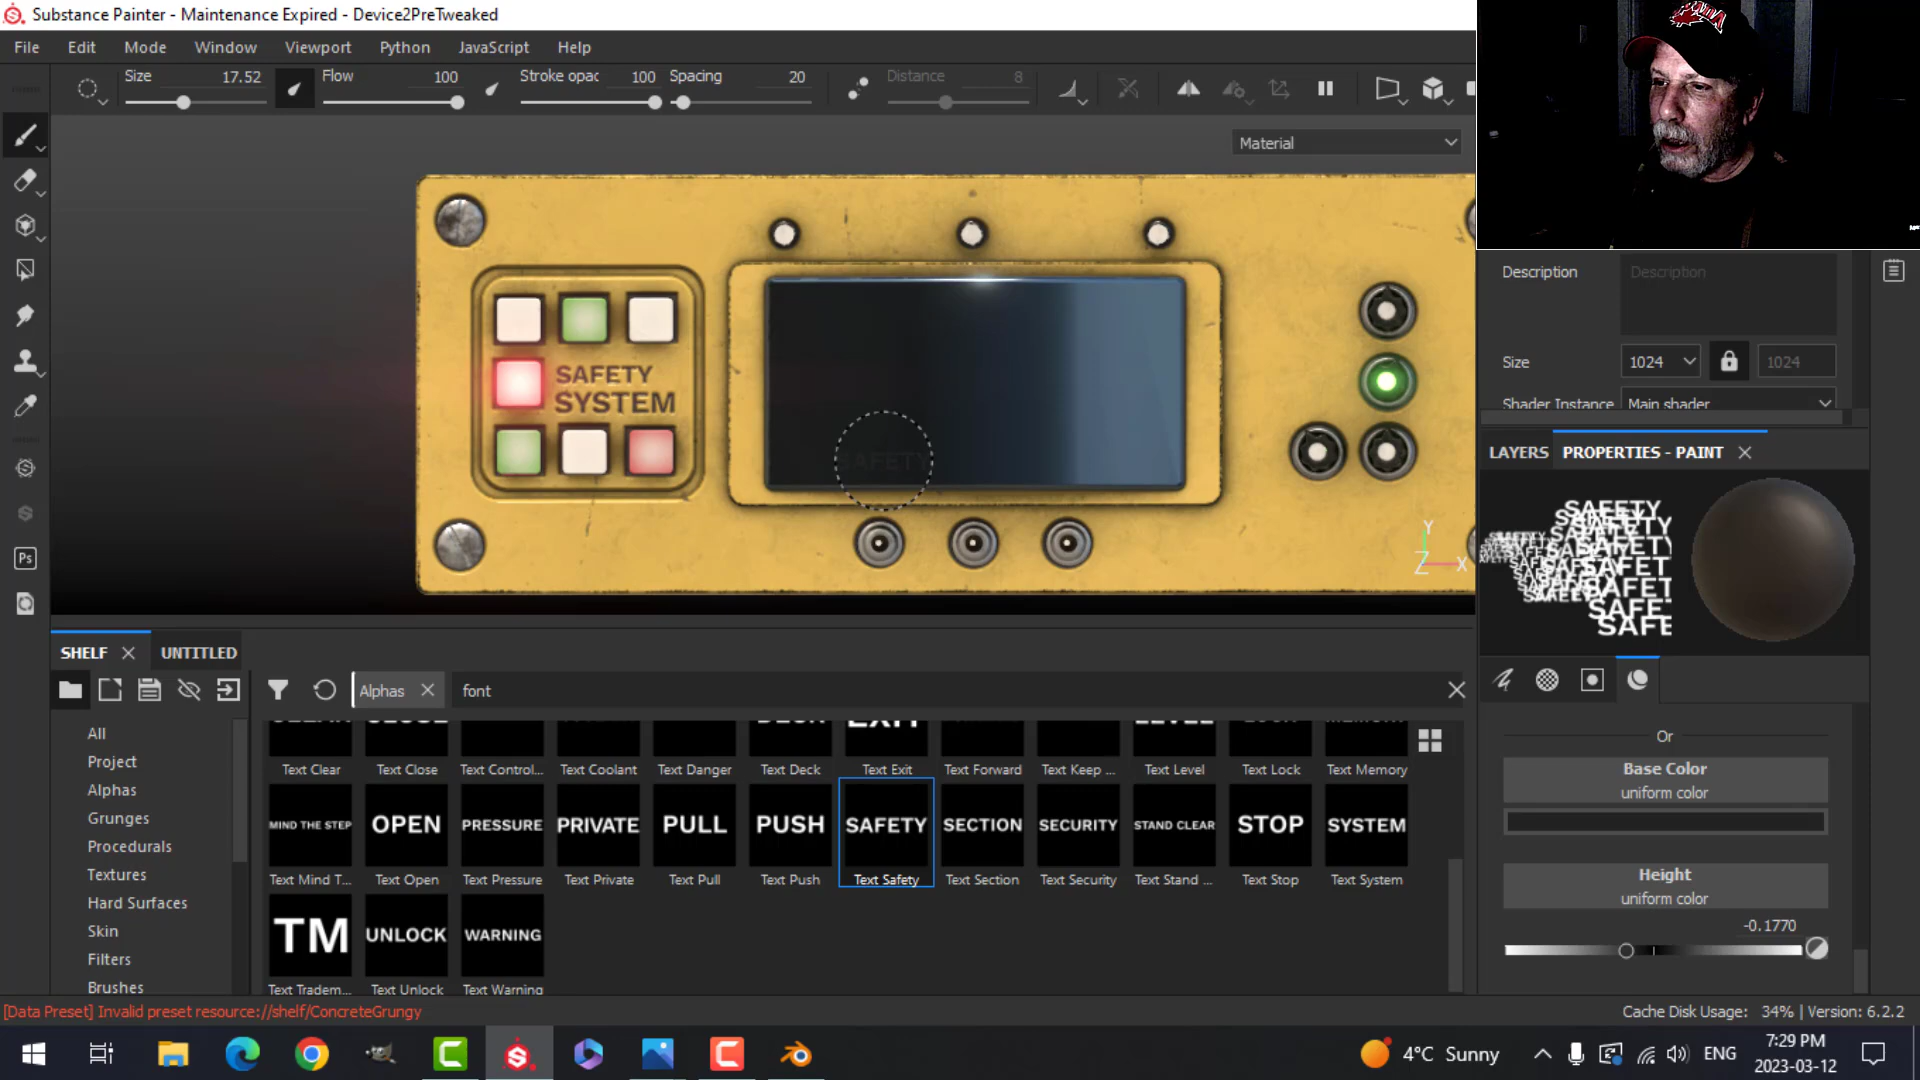 Substance Painter - Maintenance Expired - Device2PreTweaked
File Edit Mode Window Viewport Python JavaScript Help
Size 17.52 Flow 100 Stroke opac 100 Spacing 20 Distance 8
Material
SAFETY
SYSTEM
SAFETY
Description Description
Size 1024 1024
Shader Instance Main shader
LAYERS PROPERTIES - PAINT
Y
Z X
SAFETY
Or
Base Color
uniform color
Height
uniform color
-0.1770
SHELF UNTITLED
Alphas font
All
Project
Alphas
Grunges
Procedurals
Textures
Hard Surfaces
Skin
Filters
Brushes
Text Clear Text Close Text Control... Text Coolant Text Danger Text Deck Text Exit Text Forward Text Keep ... Text Level Text Lock Text Memory
MIND THE STEP OPEN PRESSURE PRIVATE PULL PUSH SAFETY SECTION SECURITY STAND CLEAR STOP SYSTEM
Text Mind T... Text Open Text Pressure Text Private Text Pull Text Push Text Safety Text Section Text Security Text Stand ... Text Stop Text System
TM UNLOCK WARNING
Text Tradem... Text Unlock Text Warning
[Data Preset] Invalid preset resource://shelf/ConcreteGrungy
Cache Disk Usage: 34% | Version: 6.2.2
Ps
4°C Sunny
ENG
7:29 PM
2023-03-12